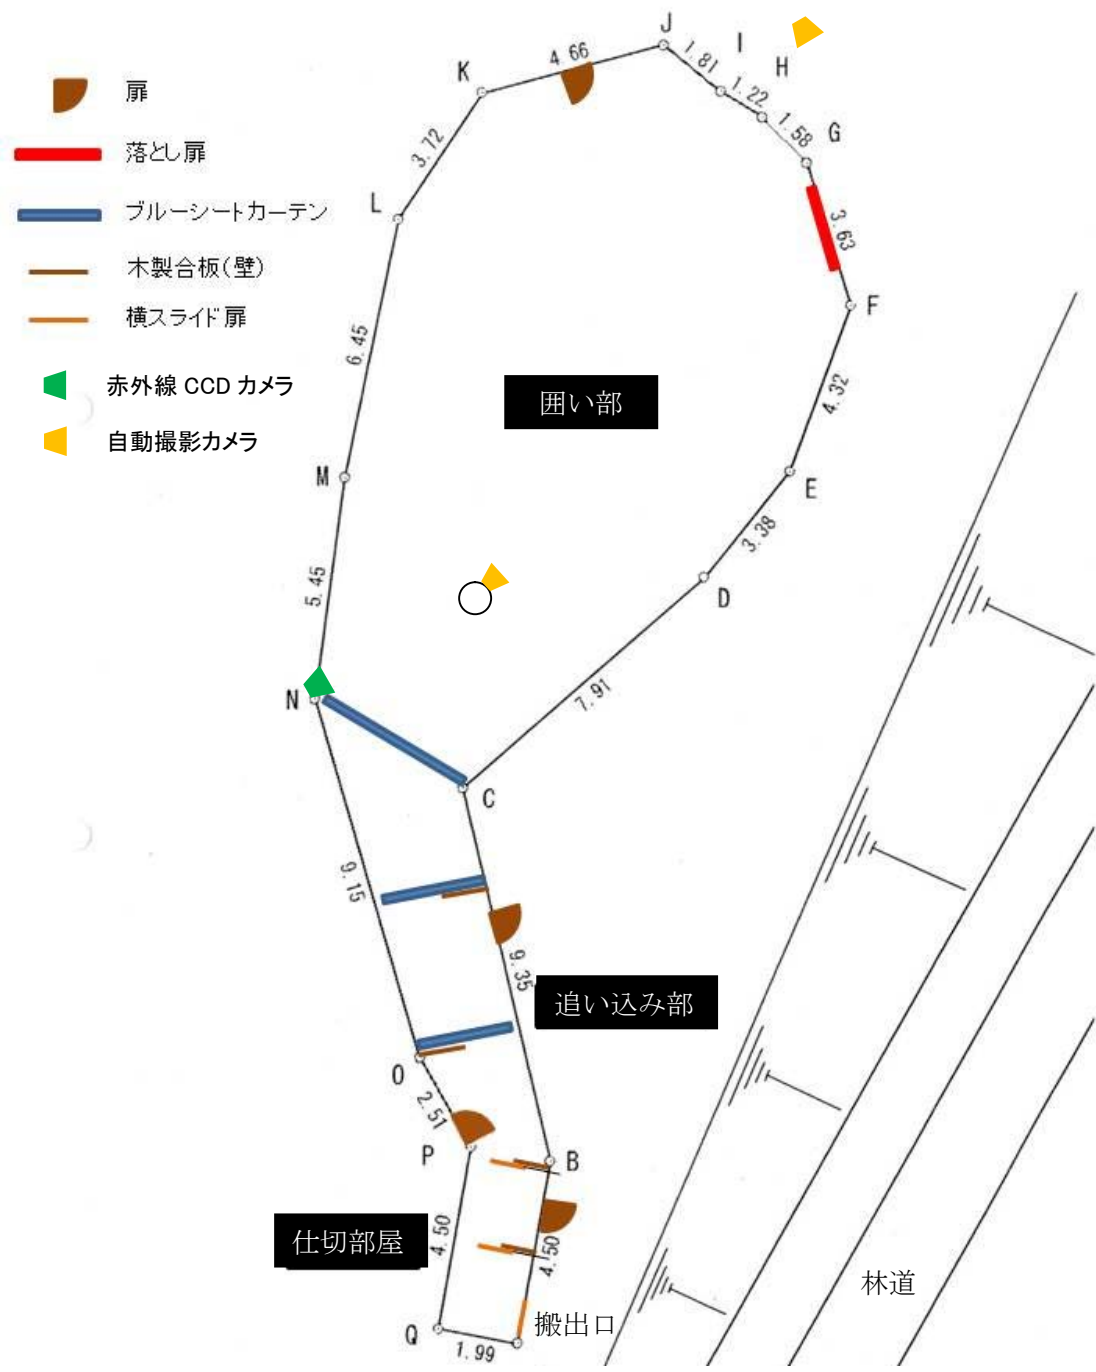 扉
落とし扉
ブルーシートカーテン
木製合板(壁)
横スライド扉
赤外線 CCD カメラ
自動撮影カメラ
J
I
H
4.66
K
1.81
1.22
1.58
G
3.72
L
3.63
F
6.45
囲い部
4.32
M
E
3.38
5.45
D
7.91
N
C
9.15
9.35
追い込み部
O
2.51
P
B
4.50
仕切部屋
4.50
林道
搬出口
Q
1.99